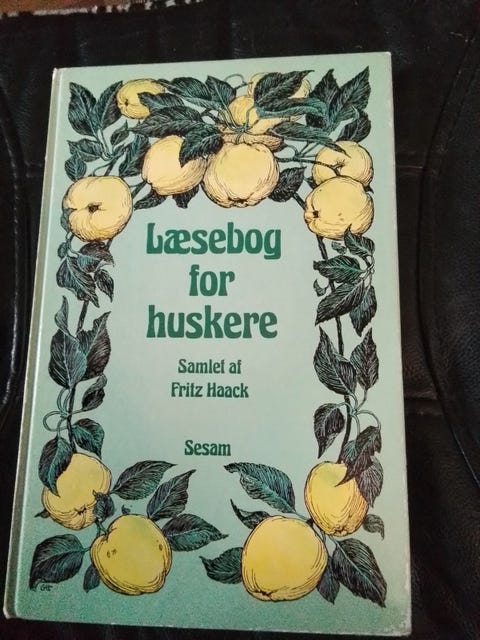 Læsebog
for
huskere
Samlet af
Fritz Haack
Sesam